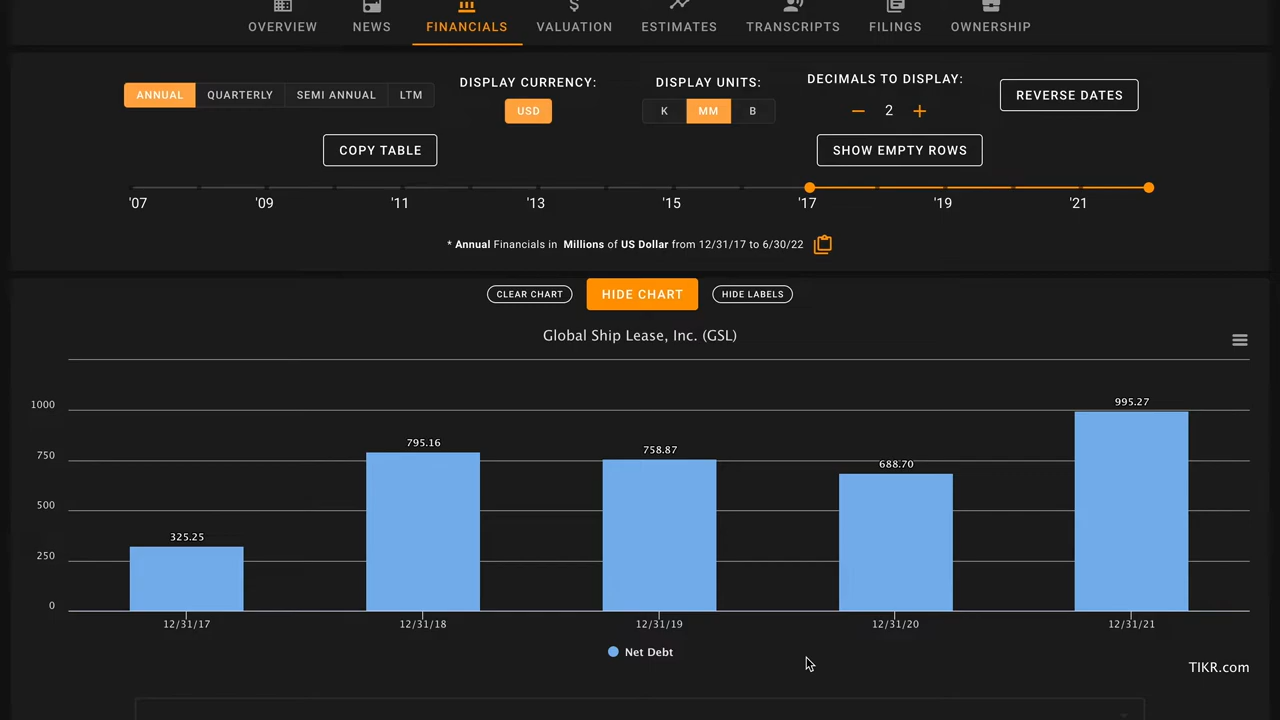 OVERVIEW NEWS FINANCIALS VALUATION ESTIMATES TRANSCRIPTS FILINGS OWNERSHIP
ANNUAL QUARTERLY SEMI ANNUAL LTM
DISPLAY CURRENCY:
USD
DISPLAY UNITS:
K MM B
DECIMALS TO DISPLAY:
− 2 +
REVERSE DATES
COPY TABLE
SHOW EMPTY ROWS
'07 '09 '11 '13 '15 '17 '19 '21
* Annual Financials in Millions of US Dollar from 12/31/17 to 6/30/22
CLEAR CHART HIDE CHART HIDE LABELS
Global Ship Lease, Inc. (GSL)
1000
750
500
250
0
325.25 795.16 758.87 688.70 995.27
12/31/17 12/31/18 12/31/19 12/31/20 12/31/21
Net Debt
TIKR.com